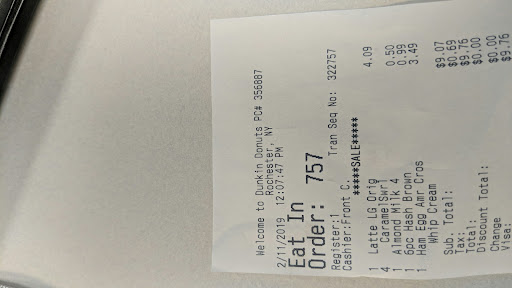 Welcome to Dunkin Donuts PC# 356887
Rochester, NY
2/11/2019 12:07:47 PM
Eat In
Order: 757
Register:1 Tran Seq No: 322757
Cashier:Front C.
*****SALE*****
1 Latte LG Orig 4.09
4 CaramelSwrl
1 Almond Milk 4 0.50
1 6pc Hash Brown 0.99
1 Ham Egg Amr Cros 3.49
Whip Cream
Sub. Total: $9.07
Tax: $0.69
Total: $9.76
Discount Total: $0.00
Change $0.00
Visa: $9.76